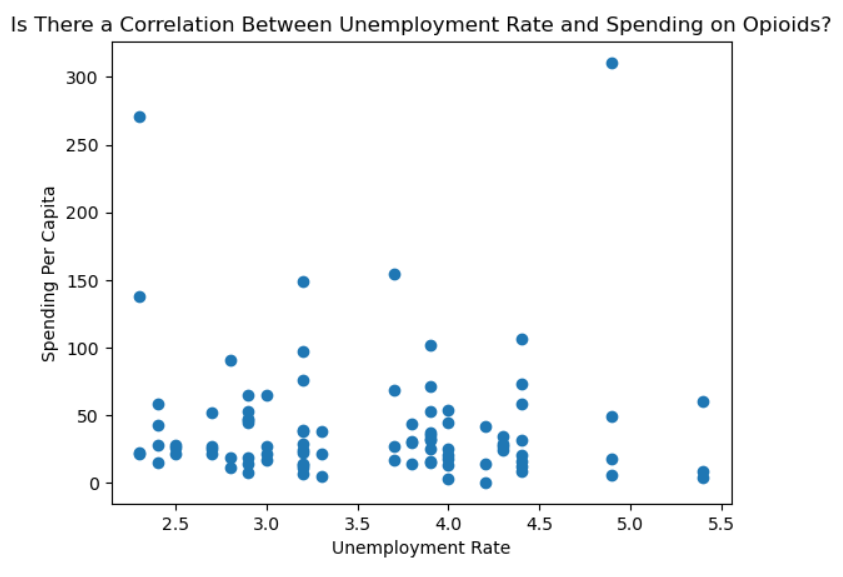 Is There a Correlation Between Unemployment Rate and Spending on Opioids?
300
250
200
150
100
50
0
Spending Per Capita
2.5 3.0 3.5 4.0 4.5 5.0 5.5
Unemployment Rate